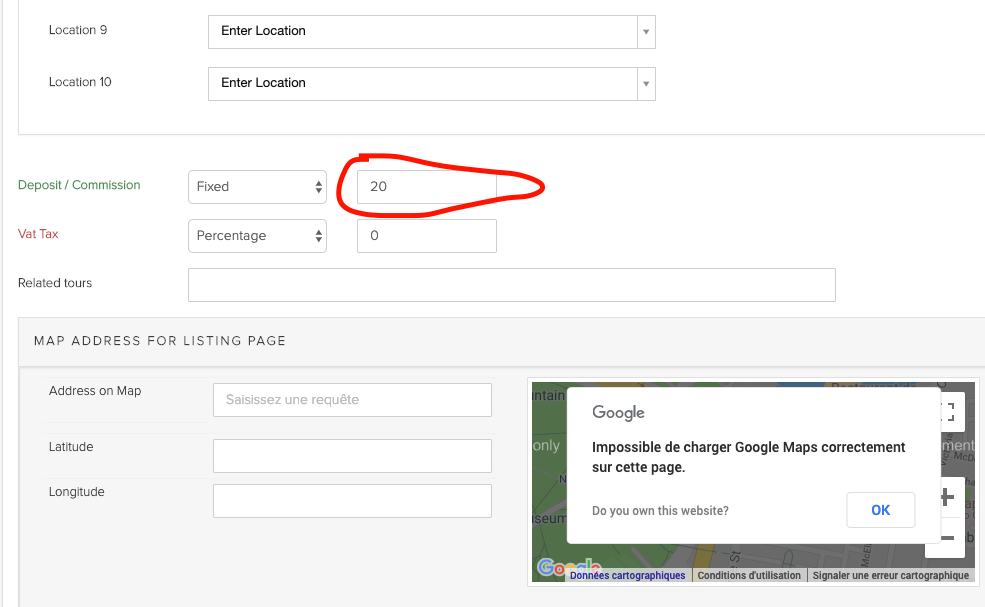 Location 9
Enter Location
Location 10
Enter Location
Deposit / Commission
Fixed
20
Vat Tax
Percentage
0
Related tours
MAP ADDRESS FOR LISTING PAGE
Address on Map
Saisissez une requête
Latitude
Longitude
Google
Impossible de charger Google Maps correctement
sur cette page.
only
Do you own this website?
OK
Google
Données cartographiques
Conditions d'utilisation
Signaler une erreur cartographique